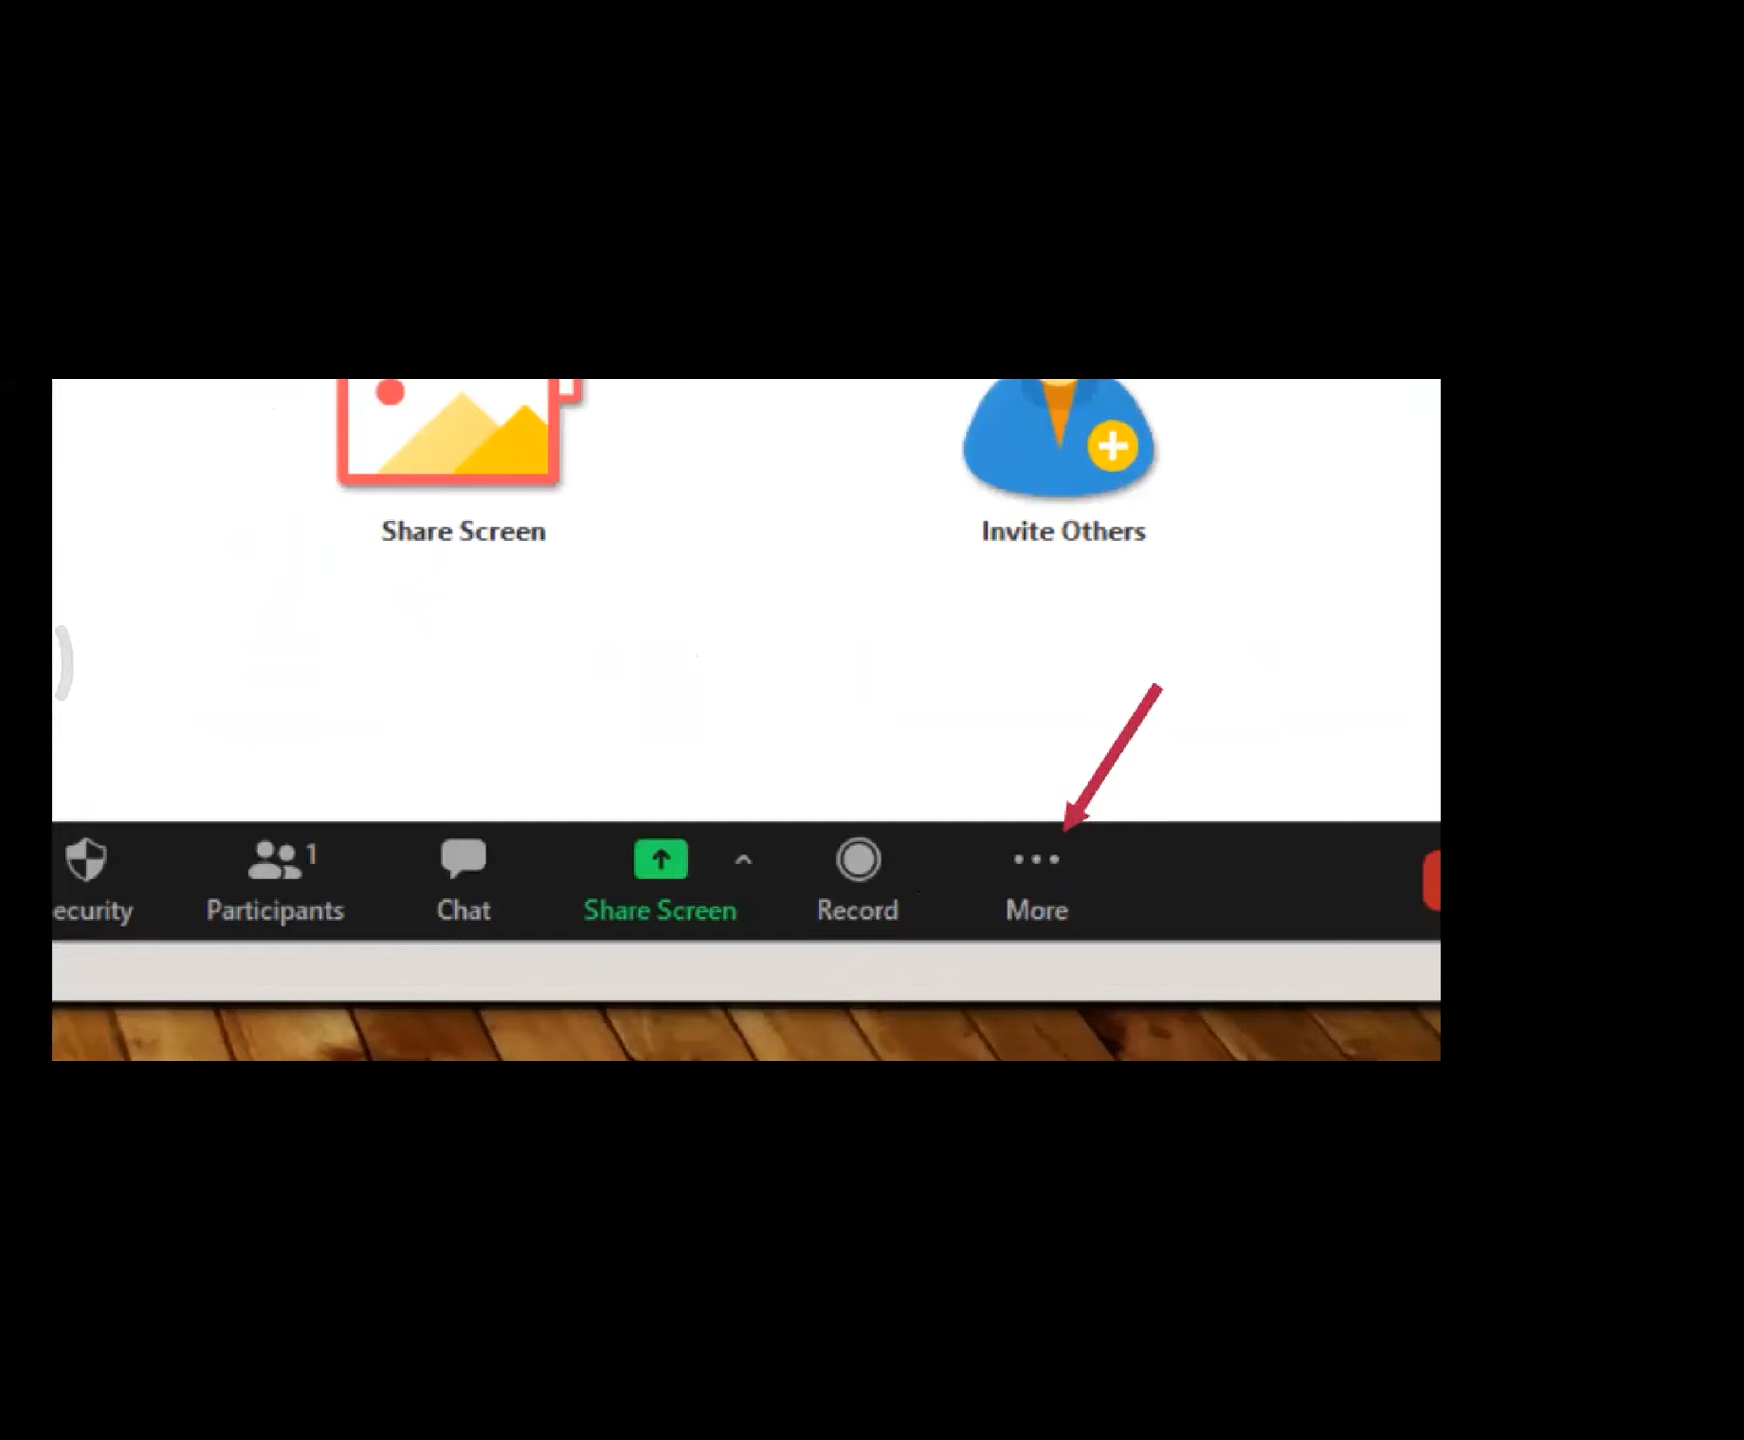 Share Screen
Invite Others
1
ecurity
Participants
Chat
Share Screen
Record
More